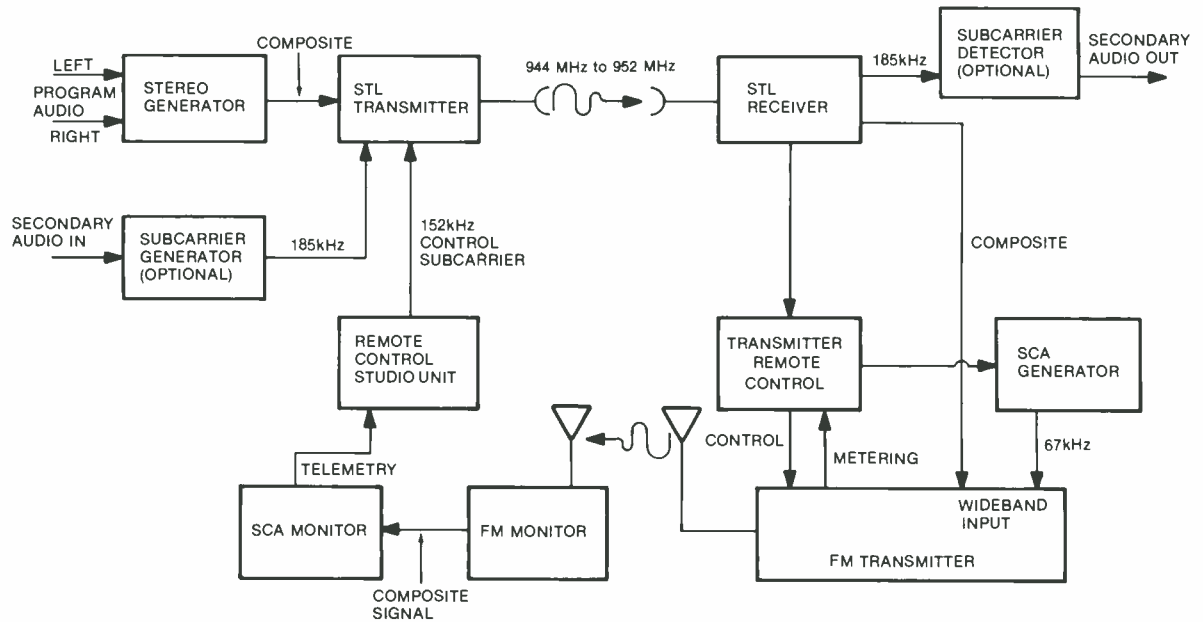 LEFT
PROGRAM
AUDIO
RIGHT
STEREO
GENERATOR
COMPOSITE
STL
TRANSMITTER
944 MHz to 952 MHz
STL
RECEIVER
185kHz
SUBCARRIER
DETECTOR
(OPTIONAL)
SECONDARY
AUDIO OUT
SECONDARY
AUDIO IN
SUBCARRIER
GENERATOR
(OPTIONAL)
185kHz
152kHz
CONTROL
SUBCARRIER
COMPOSITE
REMOTE
CONTROL
STUDIO UNIT
TRANSMITTER
REMOTE
CONTROL
SCA
GENERATOR
TELEMETRY
CONTROL
METERING
67kHz
SCA MONITOR
FM MONITOR
WIDEBAND
INPUT
FM TRANSMITTER
COMPOSITE
SIGNAL